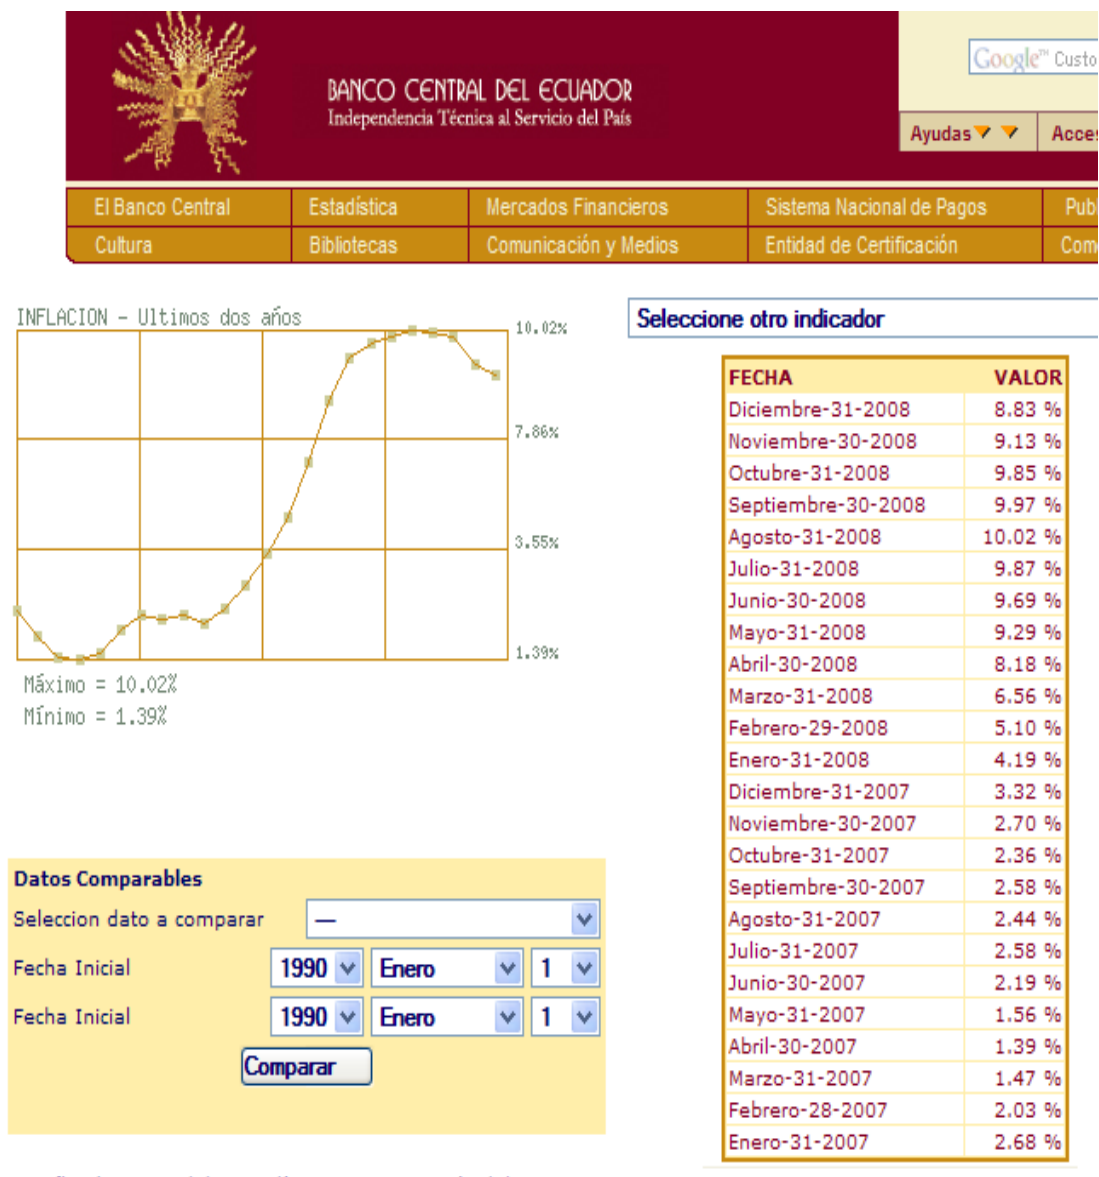 BANCO CENTRAL DEL ECUADOR
Independencia Técnica al Servicio del País
Google™ Custo
Ayudas
Acces
El Banco Central
Estadística
Mercados Financieros
Sistema Nacional de Pagos
Publ
Cultura
Bibliotecas
Comunicación y Medios
Entidad de Certificación
Come
INFLACION - Ultimos dos años
10.02%
7.86%
3.55%
1.39%
Máximo = 10.02%
Mínimo = 1.39%
Seleccione otro indicador
FECHA VALOR
Diciembre-31-2008 8.83 %
Noviembre-30-2008 9.13 %
Octubre-31-2008 9.85 %
Septiembre-30-2008 9.97 %
Agosto-31-2008 10.02 %
Julio-31-2008 9.87 %
Junio-30-2008 9.69 %
Mayo-31-2008 9.29 %
Abril-30-2008 8.18 %
Marzo-31-2008 6.56 %
Febrero-29-2008 5.10 %
Enero-31-2008 4.19 %
Diciembre-31-2007 3.32 %
Noviembre-30-2007 2.70 %
Octubre-31-2007 2.36 %
Septiembre-30-2007 2.58 %
Agosto-31-2007 2.44 %
Julio-31-2007 2.58 %
Junio-30-2007 2.19 %
Mayo-31-2007 1.56 %
Abril-30-2007 1.39 %
Marzo-31-2007 1.47 %
Febrero-28-2007 2.03 %
Enero-31-2007 2.68 %
Datos Comparables
Seleccion dato a comparar —
Fecha Inicial 1990 Enero 1
Fecha Inicial 1990 Enero 1
Comparar